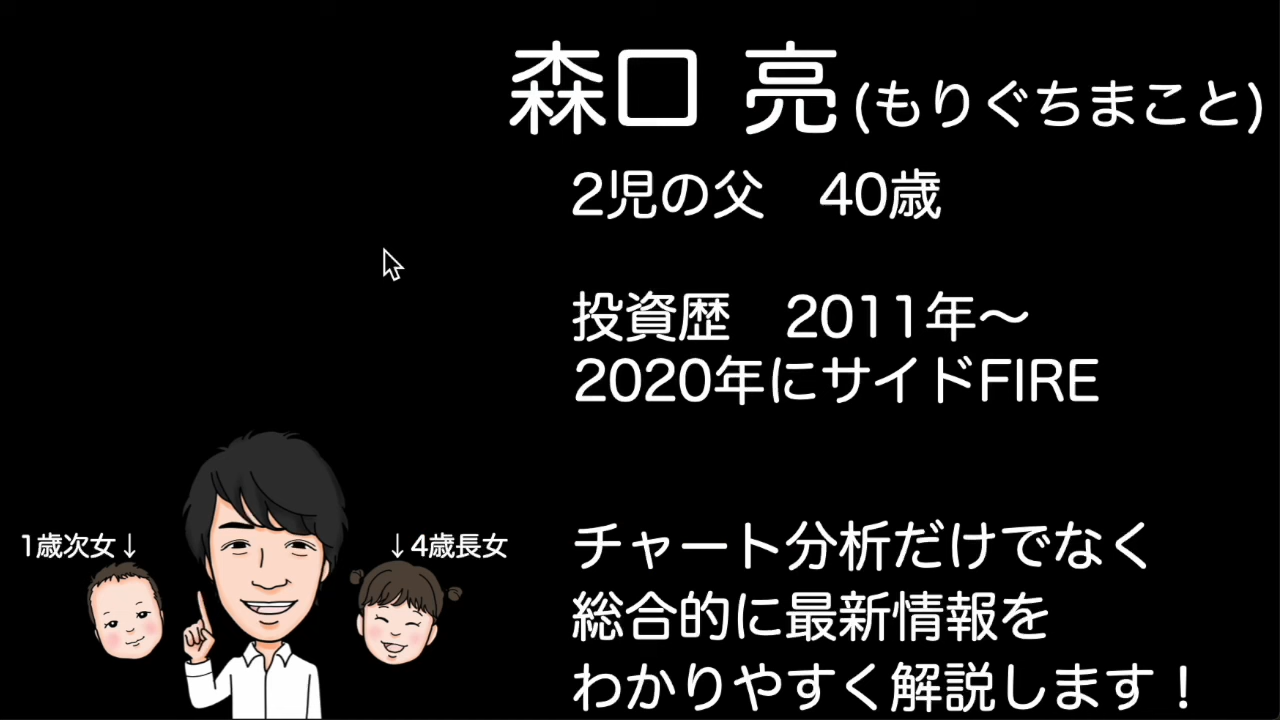 森口 亮(もりぐちまこと)
2児の父　40歳
投資歴　2011年〜
2020年にサイドFIRE
1歳次女↓
↓4歳長女
チャート分析だけでなく
総合的に最新情報を
わかりやすく解説します！